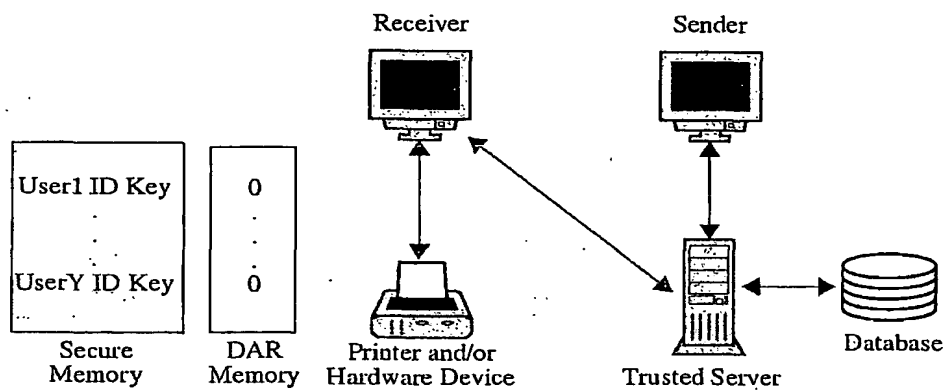 Receiver
Sender
User1 ID Key
0
UserY ID Key
0
Secure
Memory
DAR
Memory
Printer and/or
Hardware Device
Trusted Server
Database